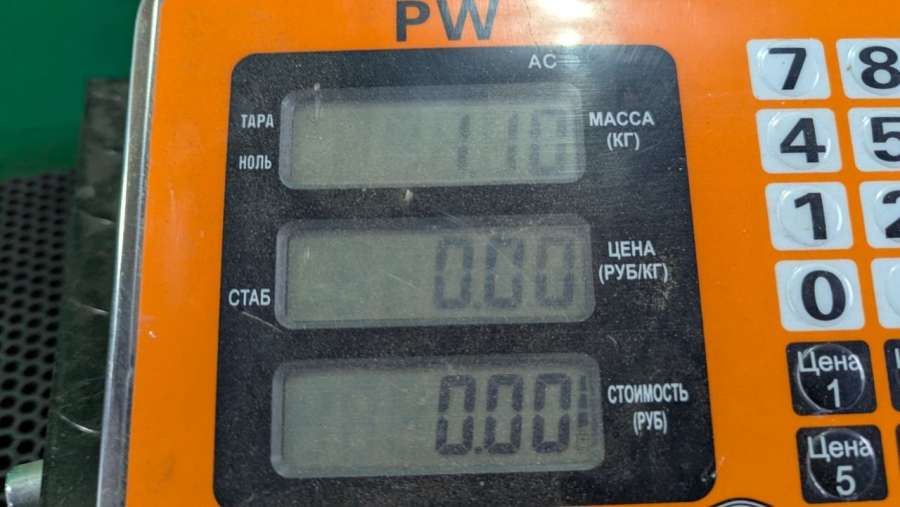 PW
AC
ТАРА
НОЛЬ
1.10
МАССА
(КГ)
СТАБ
0.00
ЦЕНА
(РУБ/КГ)
0.00
СТОИМОСТЬ
(РУБ)
7 8
4 5
1 2
0
Цена
1
Цена
5